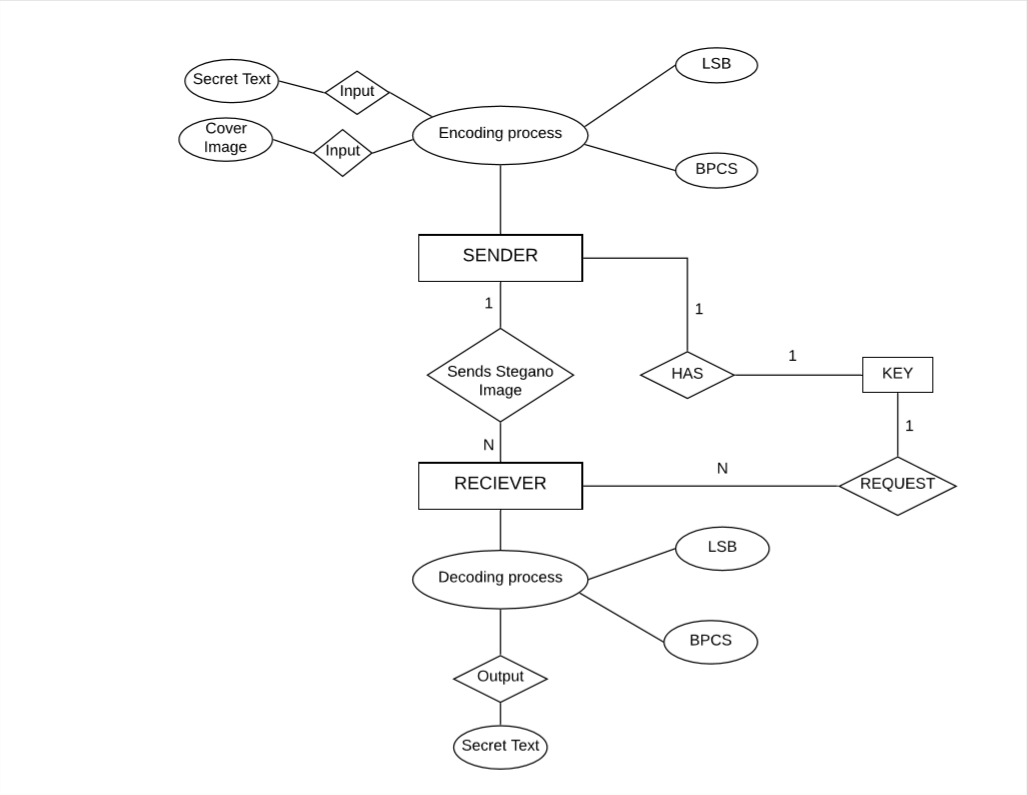 LSB
Secret Text
Input
Cover
Image
Input
Encoding process
BPCS
SENDER
1
1
Sends Stegano
Image
HAS
1
KEY
1
N
RECIEVER
N
REQUEST
Decoding process
LSB
BPCS
Output
Secret Text